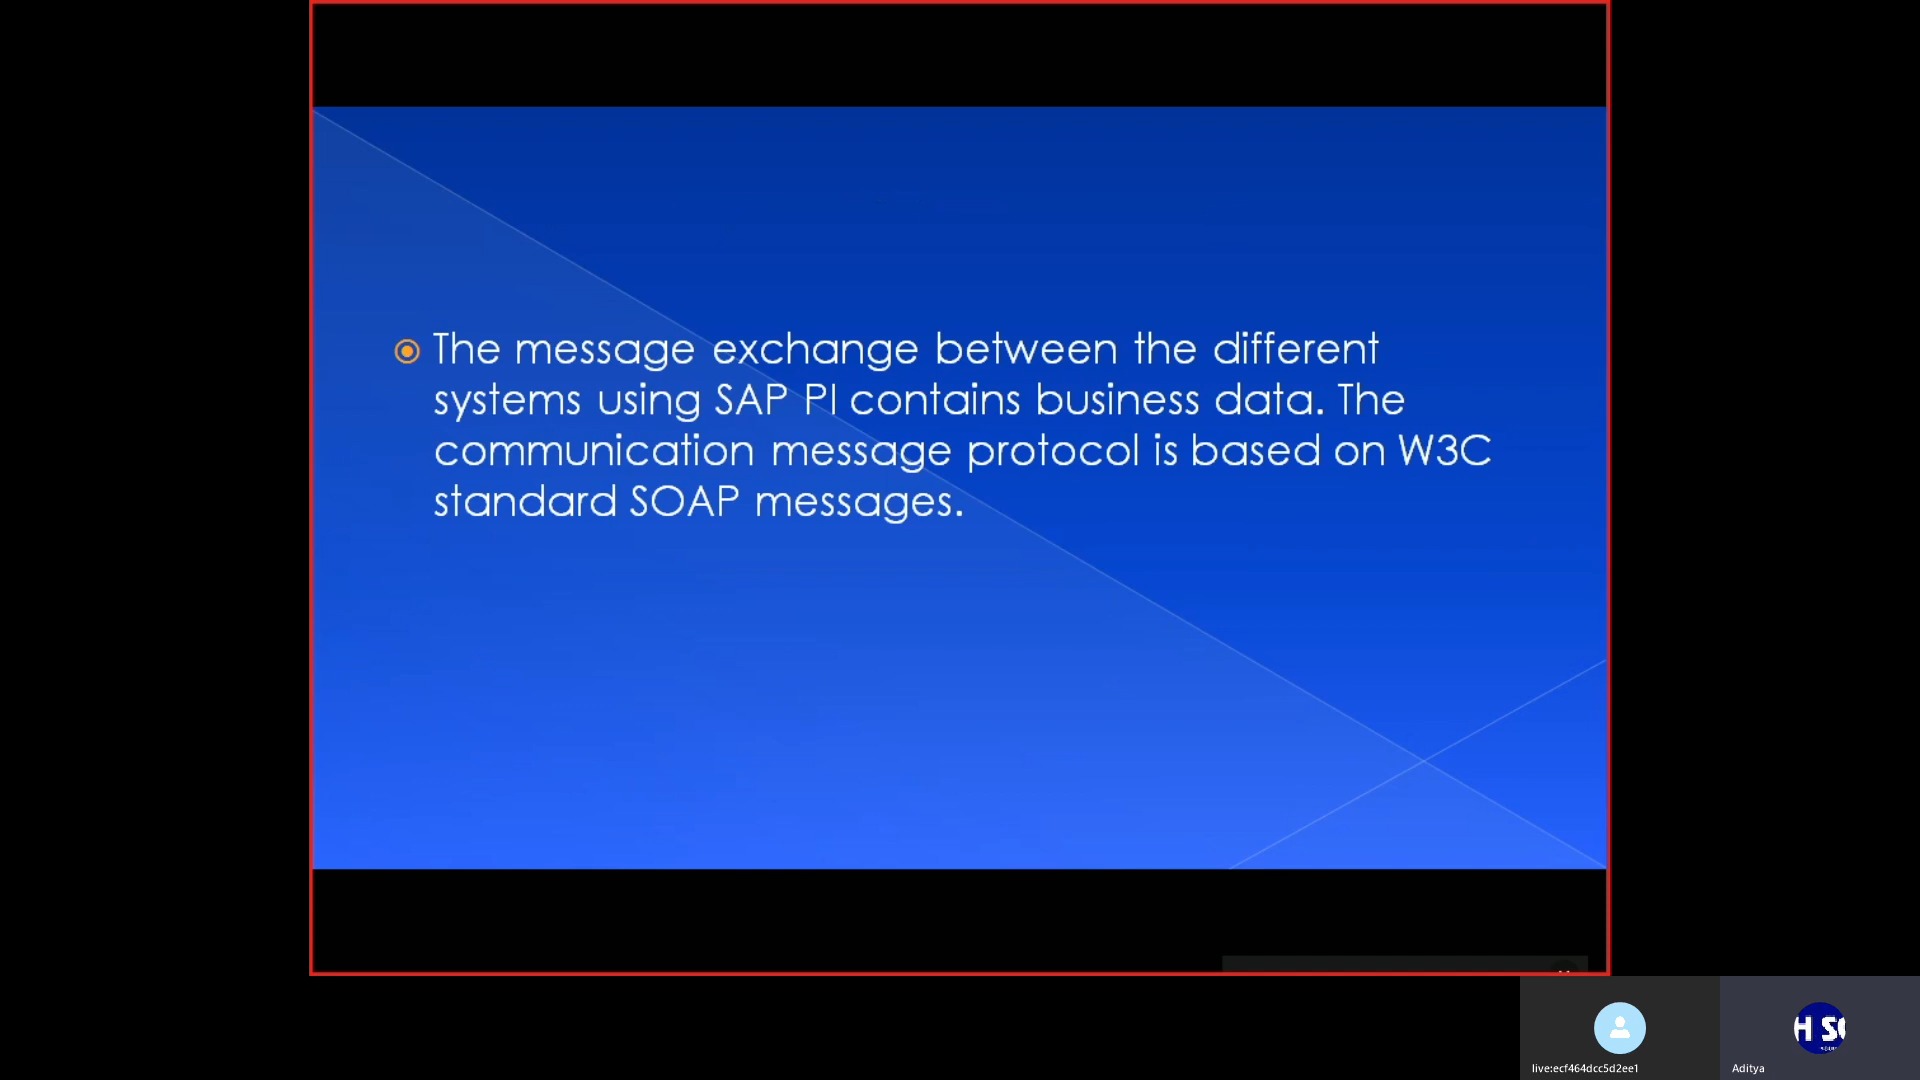 The message exchange between the different
systems using SAP PI contains business data. The
communication message protocol is based on W3C
standard SOAP messages.
H S
live:ecf464dcc5d2ee1
Aditya